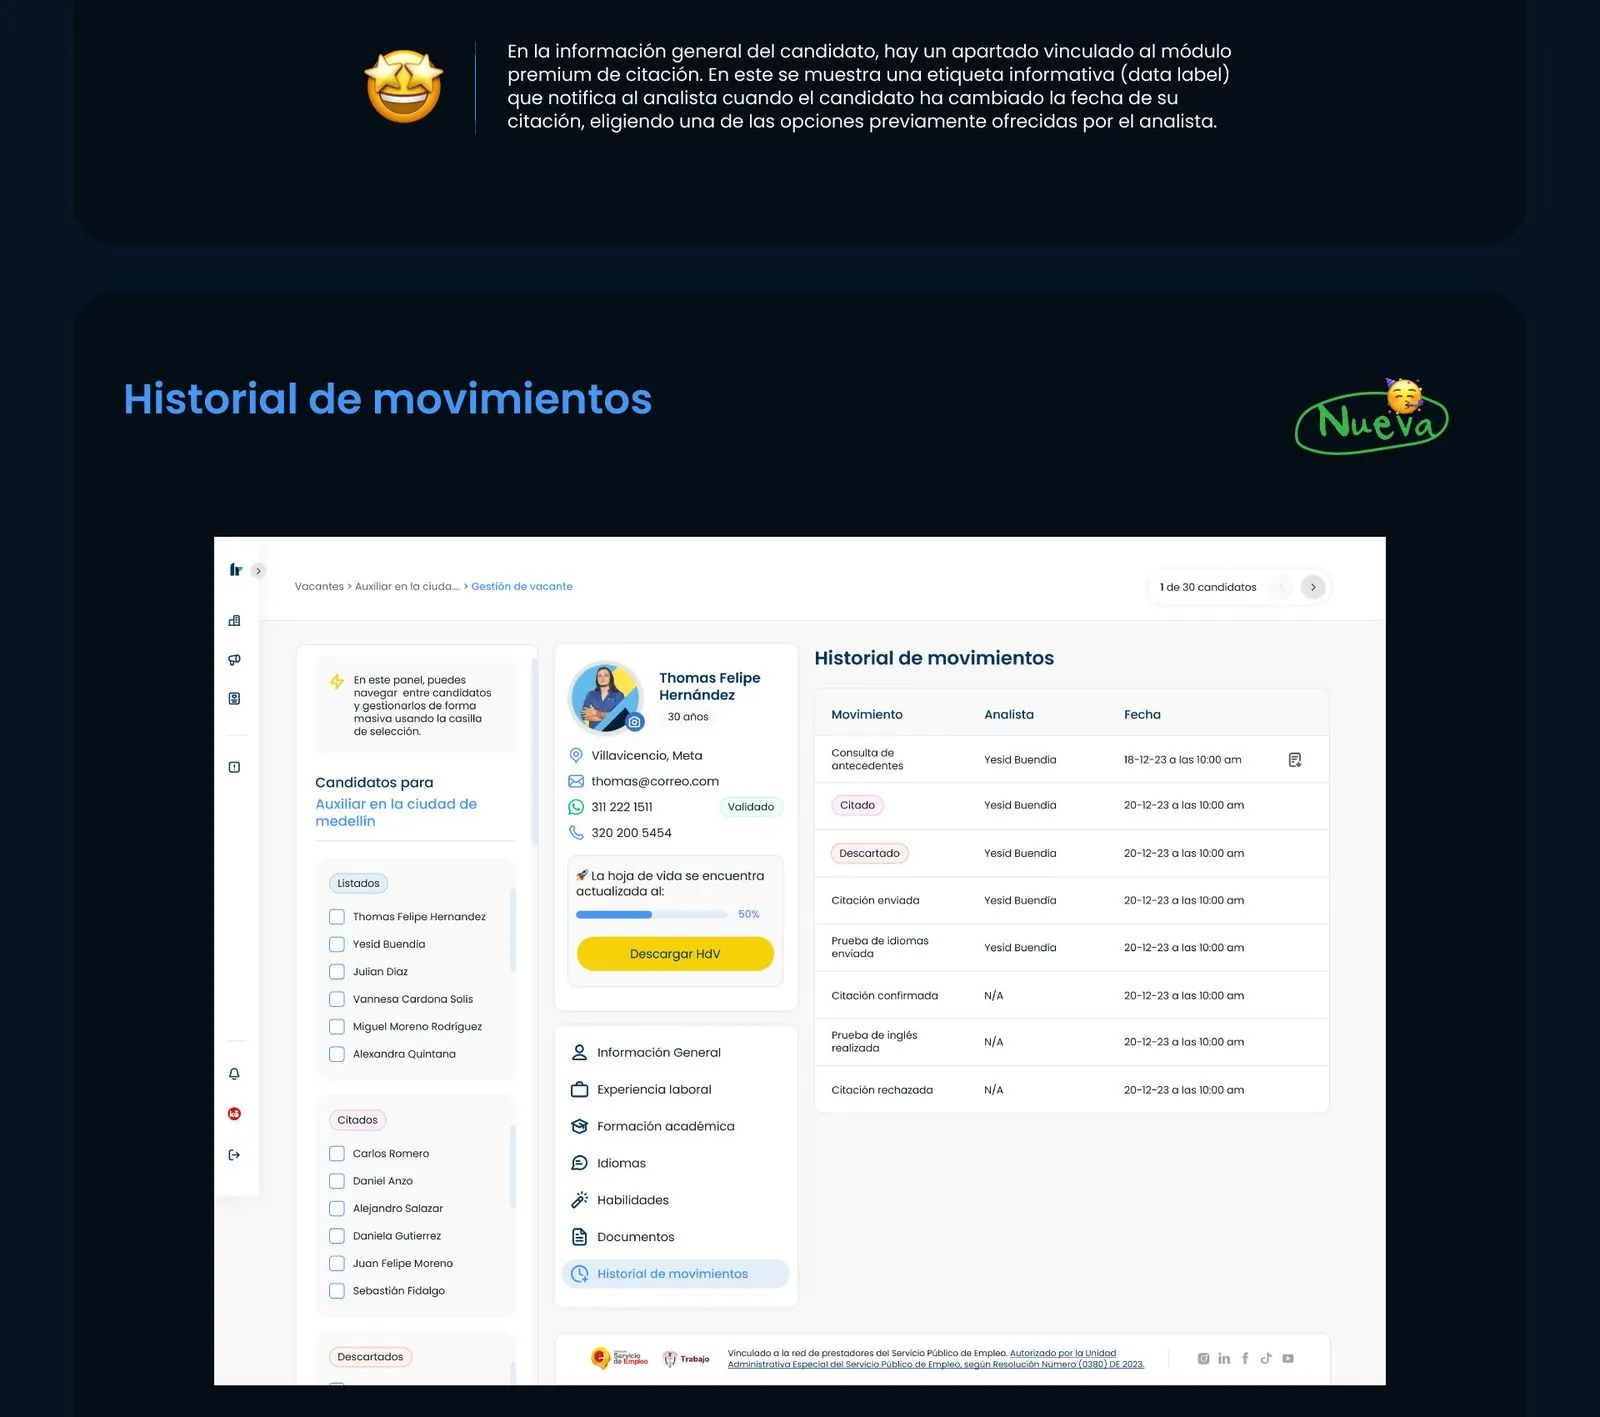 En la información general del candidato, hay un apartado vinculado al módulo
premium de citación. En este se muestra una etiqueta informativa (data label)
que notifica al analista cuando el candidato ha cambiado la fecha de su
citación, eligiendo una de las opciones previamente ofrecidas por el analista.
Historial de movimientos
Nueva
Vacantes > Auxiliar en la ciuda... > Gestión de vacante
1 de 30 candidatos
En este panel, puedes
navegar entre candidatos
y gestionarlos de forma
masiva usando la casilla
de selección.
Candidatos para
Auxiliar en la ciudad de
medellín
Listados
Thomas Felipe Hernandez
Yesid Buendia
Julian Diaz
Vannesa Cardona Solis
Miguel Moreno Rodríguez
Alexandra Quintana
Citados
Carlos Romero
Daniel Anzo
Alejandro Salazar
Daniela Gutierrez
Juan Felipe Moreno
Sebastián Fidalgo
Descartados
Thomas Felipe
Hernández
30 años
Villavicencio, Meta
thomas@correo.com
311 222 1511 Validado
320 200 5454
La hoja de vida se encuentra
actualizada al:
50%
Descargar HdV
Información General
Experiencia laboral
Formación académica
Idiomas
Habilidades
Documentos
Historial de movimientos
Historial de movimientos
Movimiento Analista Fecha
Consulta de
antecedentes Yesid Buendia 18-12-23 a las 10:00 am
Citado Yesid Buendia 20-12-23 a las 10:00 am
Descartado Yesid Buendia 20-12-23 a las 10:00 am
Citación enviada Yesid Buendia 20-12-23 a las 10:00 am
Prueba de idiomas
enviada Yesid Buendia 20-12-23 a las 10:00 am
Citación confirmada N/A 20-12-23 a las 10:00 am
Prueba de inglés
realizada N/A 20-12-23 a las 10:00 am
Citación rechazada N/A 20-12-23 a las 10:00 am
Servicio
de Empleo
Trabajo
Vinculado a la red de prestadores del Servicio Público de Empleo. Autorizado por la Unidad
Administrativa Especial del Servicio Público de Empleo, según Resolución Número (0380) DE 2023.